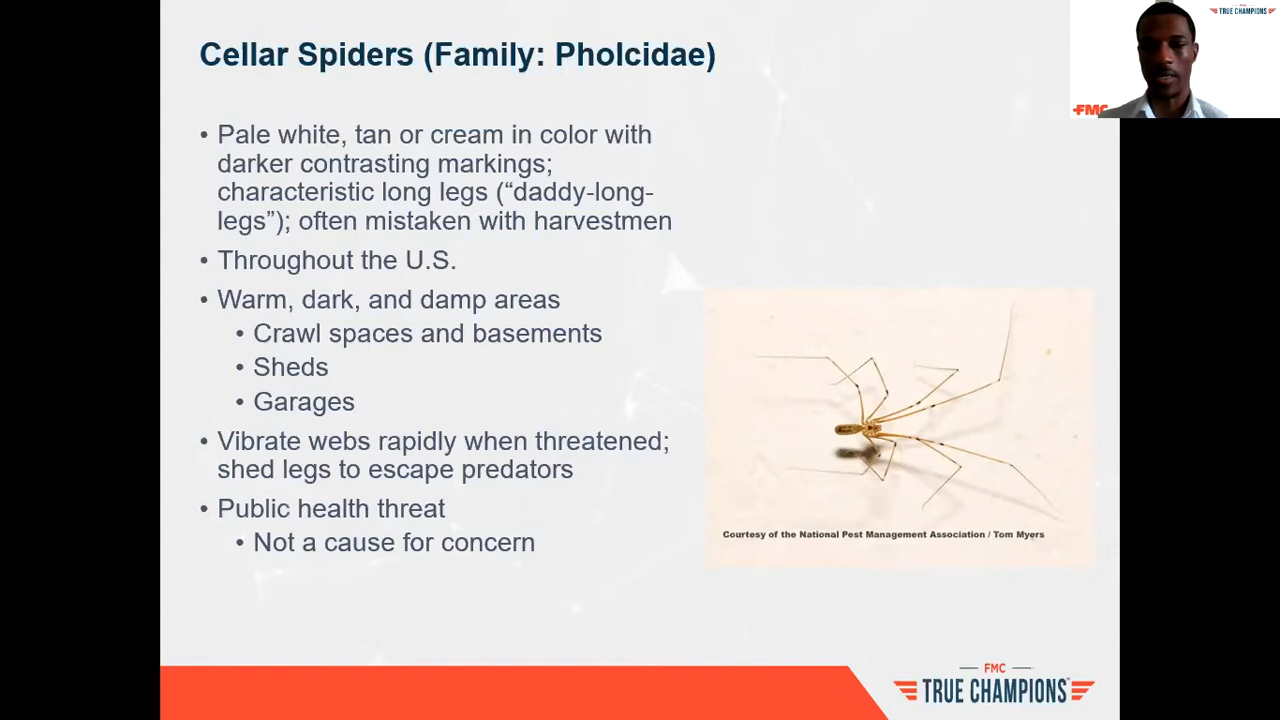 Cellar Spiders (Family: Pholcidae)
• Pale white, tan or cream in color with
darker contrasting markings;
characteristic long legs (“daddy-long-
legs”); often mistaken with harvestmen
• Throughout the U.S.
• Warm, dark, and damp areas
• Crawl spaces and basements
• Sheds
• Garages
• Vibrate webs rapidly when threatened;
shed legs to escape predators
• Public health threat
• Not a cause for concern
Courtesy of the National Pest Management Association / Tom Myers
FMC
TRUE CHAMPIONS™
TRUE CHAMPIONS
FMC